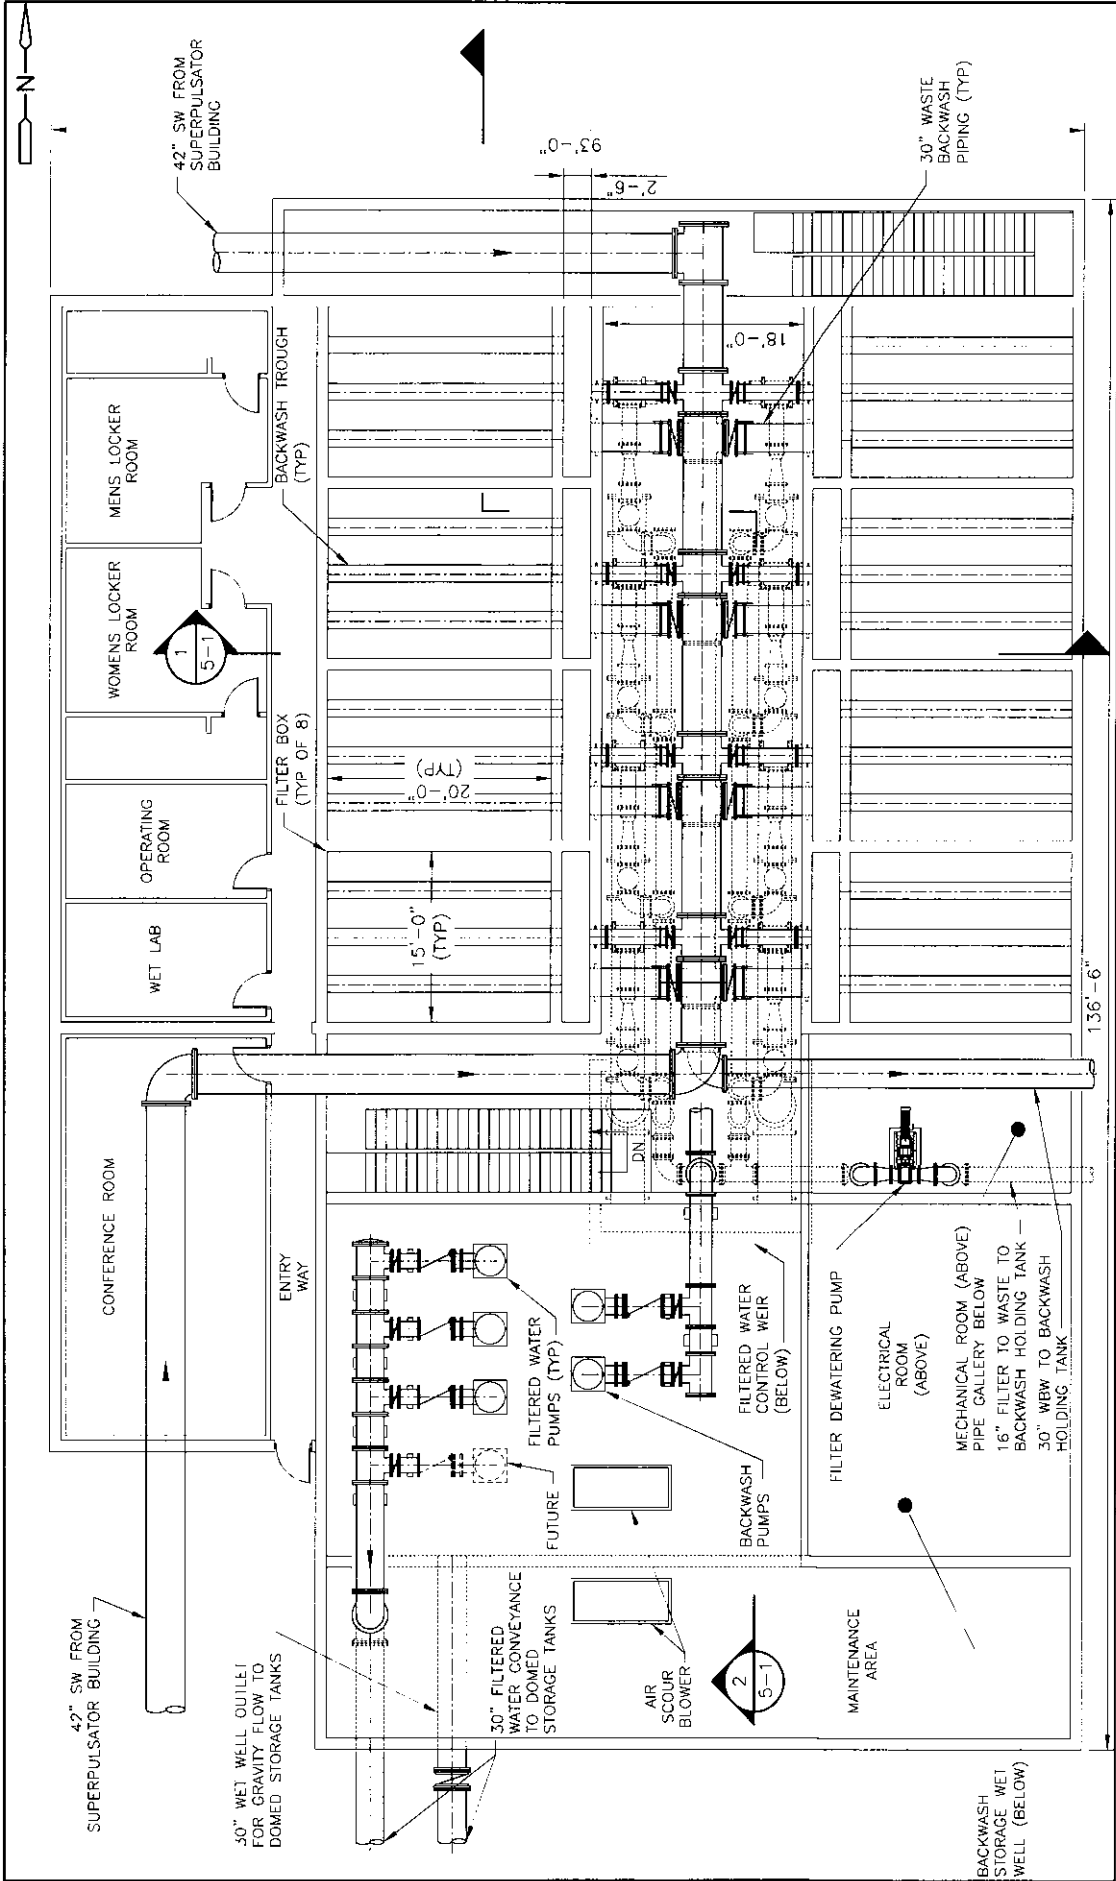 N
42" SW FROM
SUPERPULSATOR
BUILDING
93'-0"
2'-6"
30" WASTE
BACKWASH
PIPING (TYP)
MENS LOCKER
ROOM
BACKWASH TROUGH
(TYP)
18'-0"
WOMENS LOCKER
ROOM
1
5-1
FILTER BOX
(TYP OF 8)
20'-0"
(TYP)
OPERATING
ROOM
WET LAB
15'-0"
(TYP)
136'-6"
CONFERENCE ROOM
ENTRY
WAY
DN
FILTERED WATER
PUMPS (TYP)
FILTERED WATER
CONTROL WEIR
(BELOW)
FILTER DEWATERING PUMP
ELECTRICAL
ROOM
(ABOVE)
MECHANICAL ROOM (ABOVE)
PIPE GALLERY BELOW
16" FILTER TO WASTE TO
BACKWASH HOLDING TANK
30" WBW TO BACKWASH
HOLDING TANK
FUTURE
BACKWASH
PUMPS
42" SW FROM
SUPERPULSATOR BUILDING
30" WET WELL OUTLET
FOR GRAVITY FLOW TO
DOMED STORAGE TANKS
30" FILTERED
WATER CONVEYANCE
TO DOMED
STORAGE TANKS
AIR
SCOUR
BLOWER
2
5-1
MAINTENANCE
AREA
BACKWASH
STORAGE WET
WELL (BELOW)